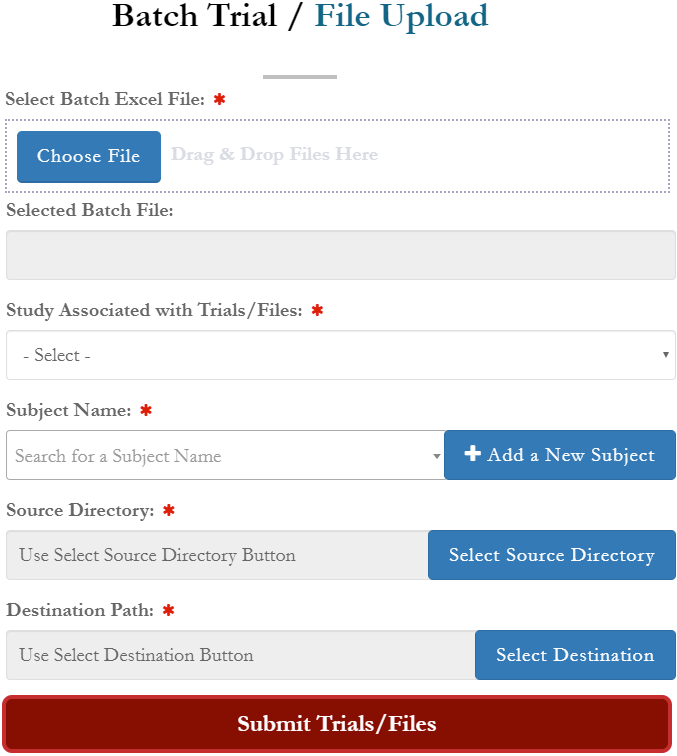 Batch Trial / File Upload
Select Batch Excel File: ✱
Choose File Drag & Drop Files Here
Selected Batch File:
Study Associated with Trials/Files: ✱
- Select -
Subject Name: ✱
Search for a Subject Name + Add a New Subject
Source Directory: ✱
Use Select Source Directory Button Select Source Directory
Destination Path: ✱
Use Select Destination Button Select Destination
Submit Trials/Files